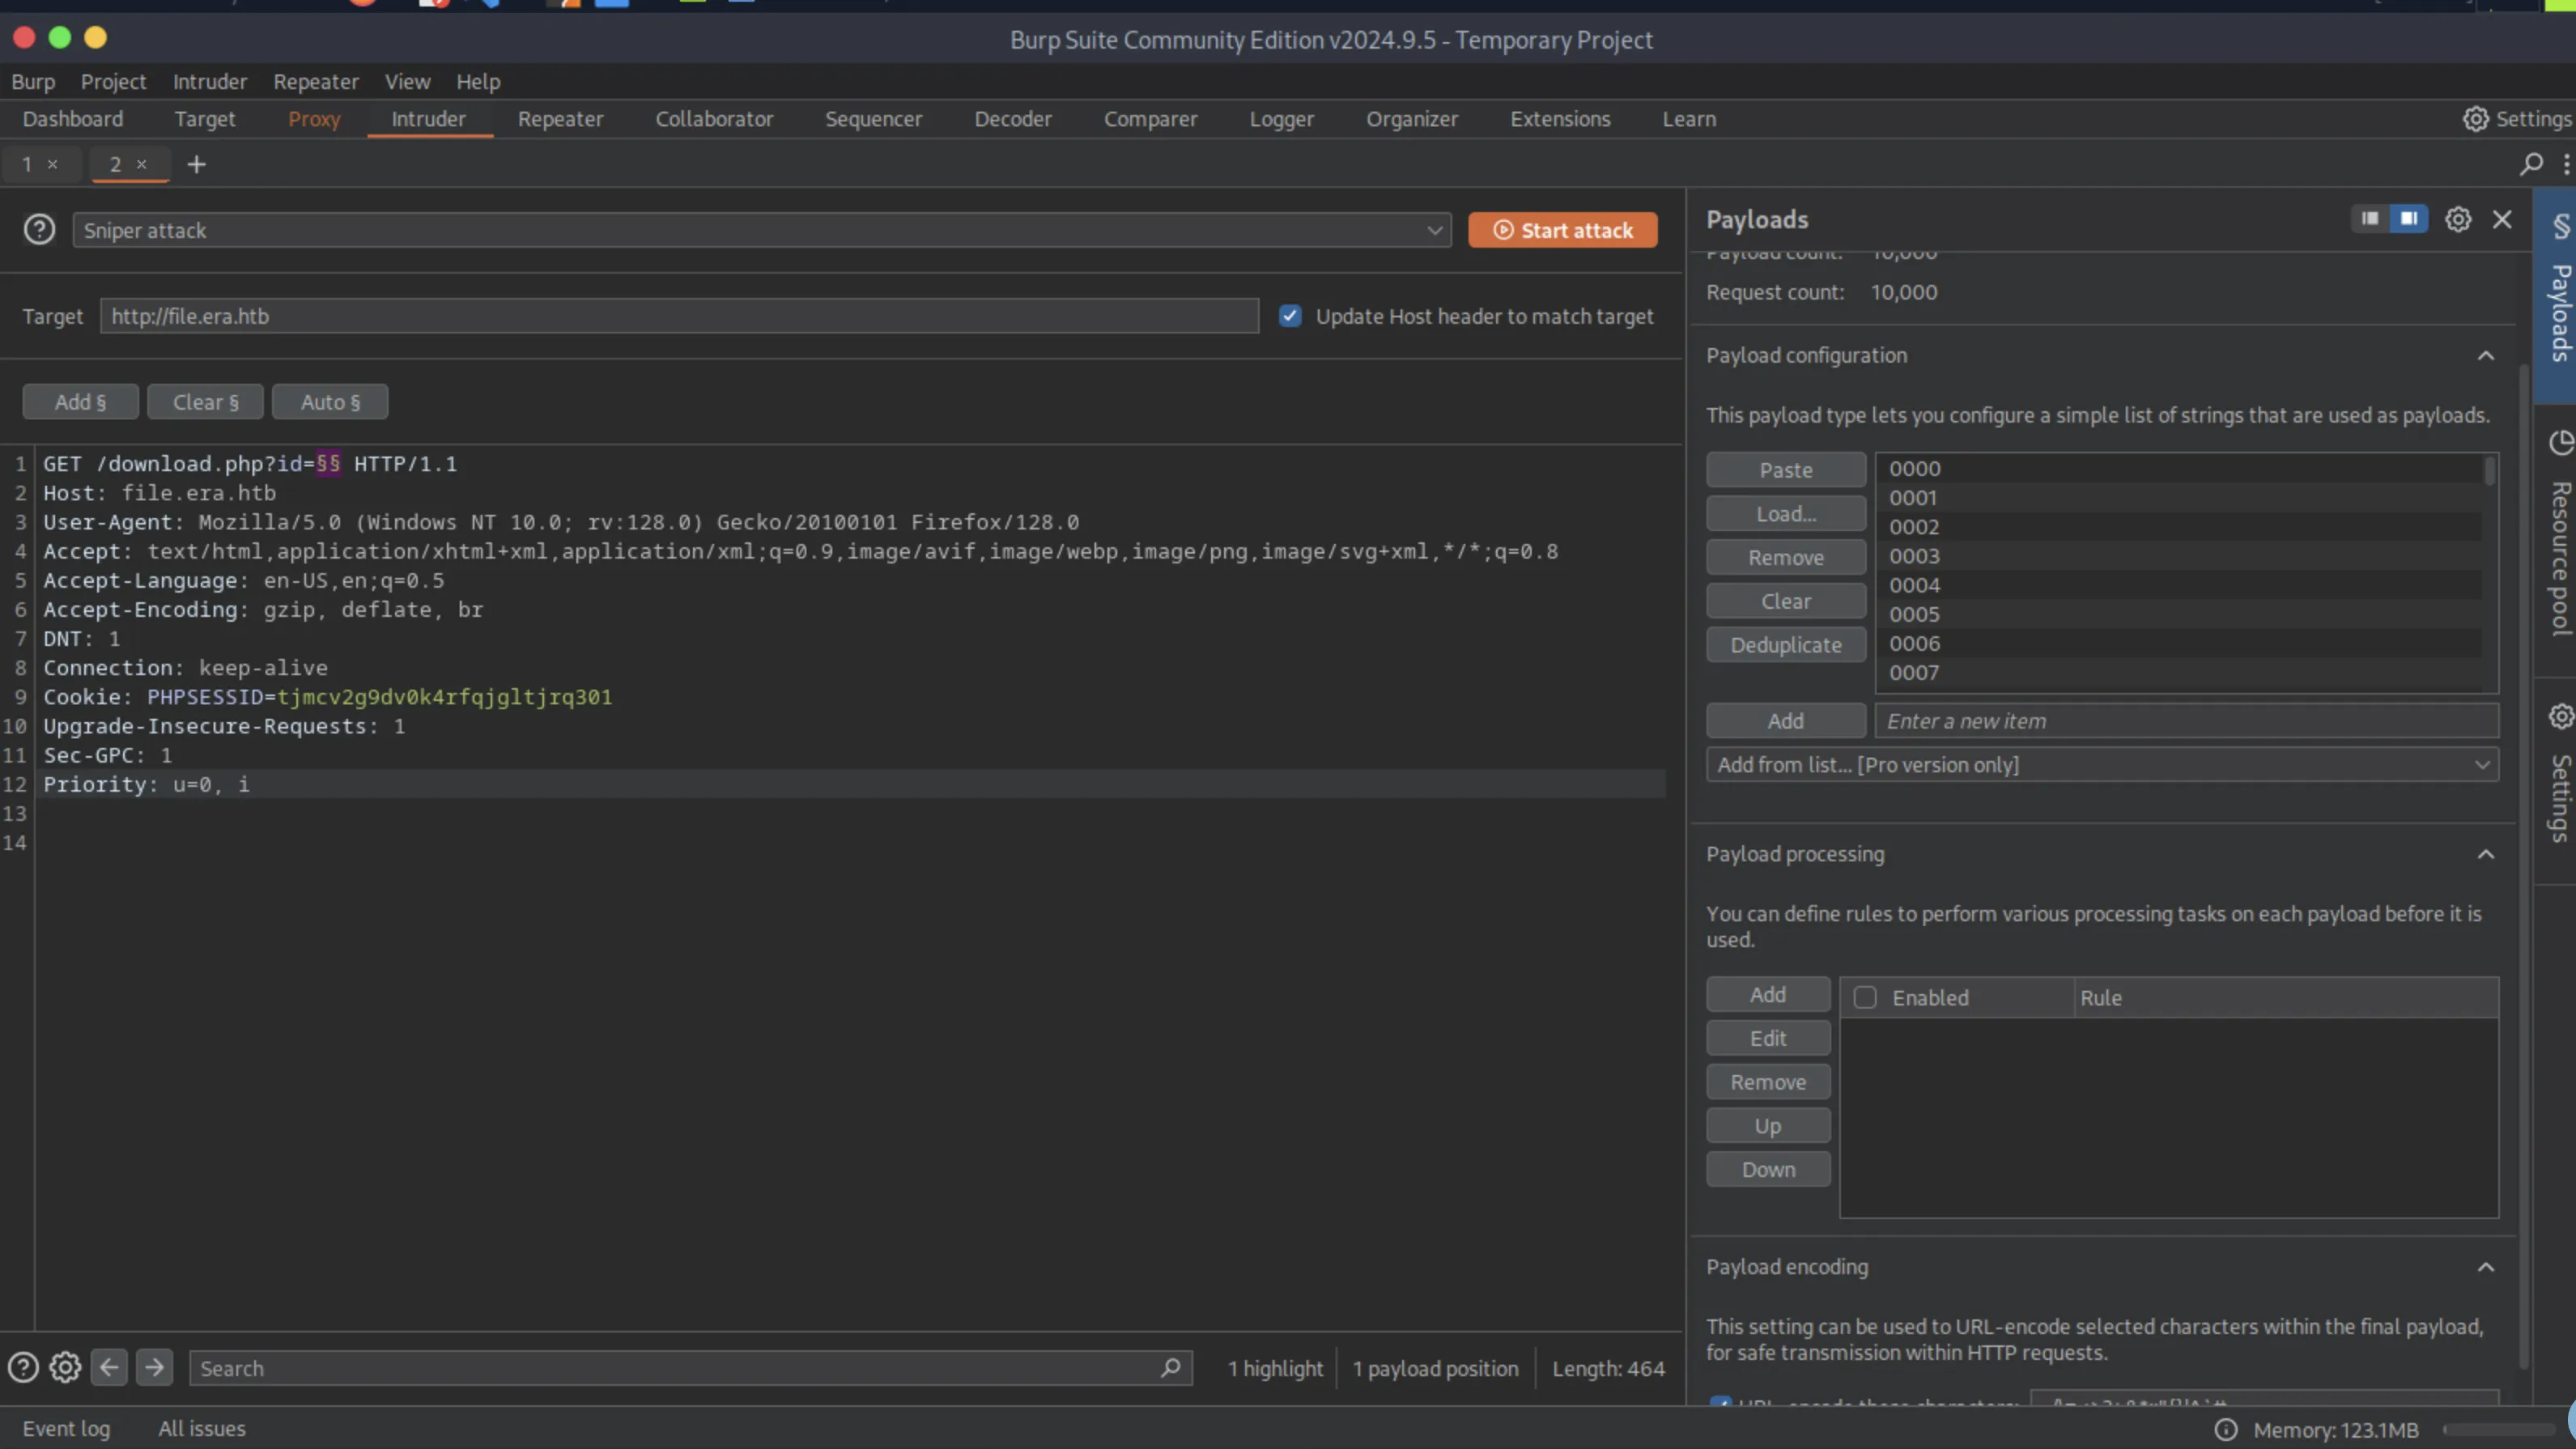 Burp Suite Community Edition v2024.9.5 - Temporary Project
Burp Project Intruder Repeater View Help
Dashboard Target Proxy Intruder Repeater Collaborator Sequencer Decoder Comparer Logger Organizer Extensions Learn Settings
1 × 2 × +
Sniper attack
Start attack
Target http://file.era.htb
Update Host header to match target
Add § Clear § Auto §
1 GET /download.php?id=§§ HTTP/1.1
2 Host: file.era.htb
3 User-Agent: Mozilla/5.0 (Windows NT 10.0; rv:128.0) Gecko/20100101 Firefox/128.0
4 Accept: text/html,application/xhtml+xml,application/xml;q=0.9,image/avif,image/webp,image/png,image/svg+xml,*/*;q=0.8
5 Accept-Language: en-US,en;q=0.5
6 Accept-Encoding: gzip, deflate, br
7 DNT: 1
8 Connection: keep-alive
9 Cookie: PHPSESSID=tjmcv2g9dv0k4rfqjgltjrq301
10 Upgrade-Insecure-Requests: 1
11 Sec-GPC: 1
12 Priority: u=0, i
13
14
Search
1 highlight
1 payload position
Length: 464
Payloads
Payload count: 10,000
Request count: 10,000
Payload configuration
This payload type lets you configure a simple list of strings that are used as payloads.
Paste
Load...
Remove
Clear
Deduplicate
0000
0001
0002
0003
0004
0005
0006
0007
Add Enter a new item
Add from list... [Pro version only]
Payload processing
You can define rules to perform various processing tasks on each payload before it is
used.
Add
Edit
Remove
Up
Down
Enabled Rule
Payload encoding
This setting can be used to URL-encode selected characters within the final payload,
for safe transmission within HTTP requests.
§ Payloads
Resource pool
Settings
Event log All issues
Memory: 123.1MB